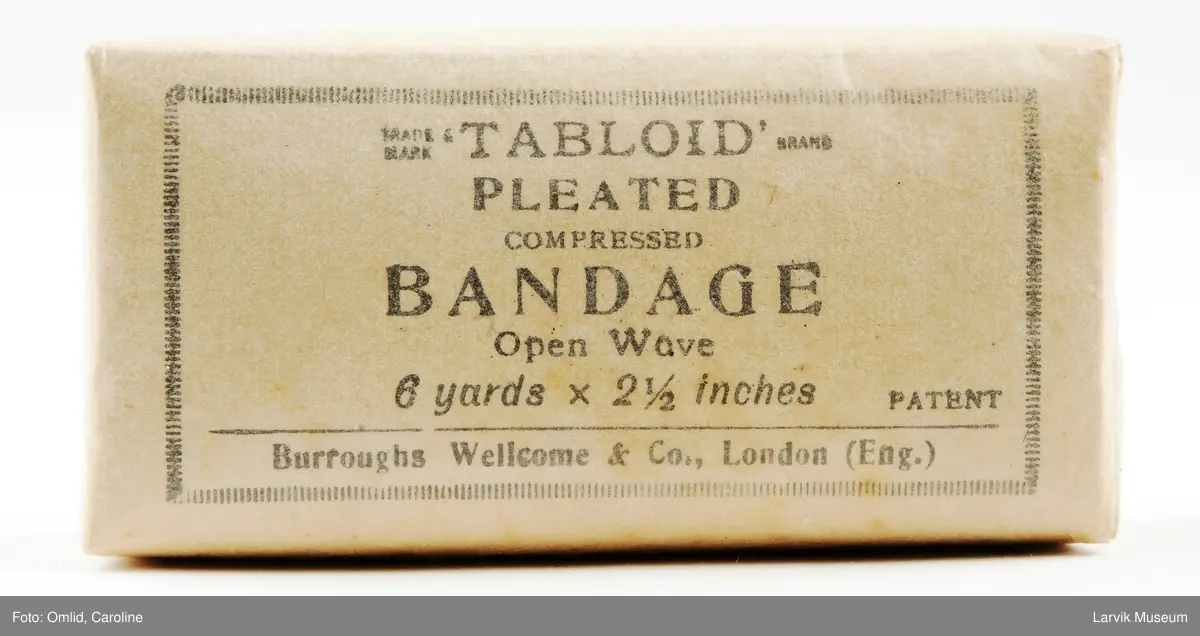 TRADE MARK 'TABLOID' BRAND
PLEATED
COMPRESSED
BANDAGE
Open Wave
6 yards x 2½ inches PATENT
Burroughs Wellcome & Co., London (Eng.)
Foto: Omlid, Caroline Larvik Museum